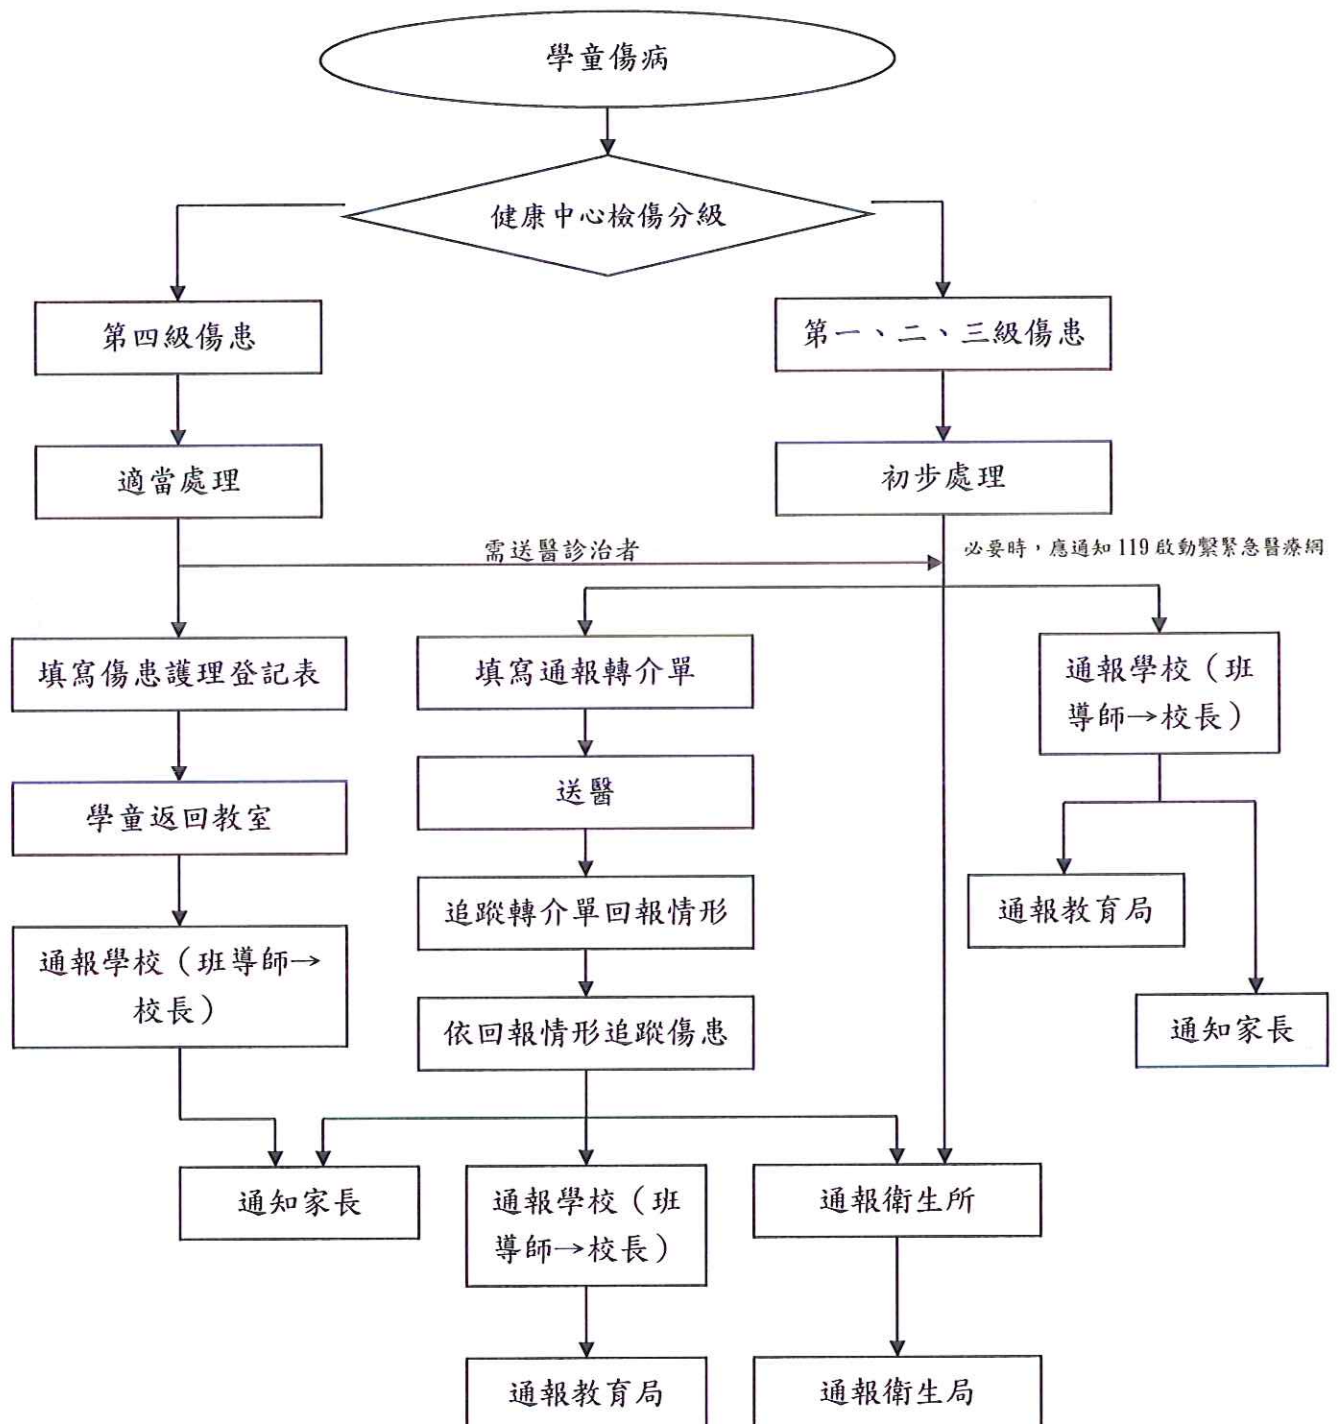 學童傷病
健康中心檢傷分級
第四級傷患
第一、二、三級傷患
適當處理
初步處理
需送醫診治者
必要時，應通知 119 啟動繫緊急醫療網
填寫傷患護理登記表
填寫通報轉介單
通報學校（班
導師→校長）
送醫
學童返回教室
追蹤轉介單回報情形
通報教育局
通報學校（班導師→
校長）
依回報情形追蹤傷患
通知家長
通知家長
通報學校（班
導師→校長）
通報衛生所
通報教育局
通報衛生局